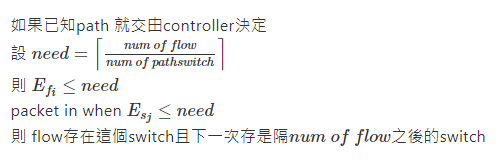 如果已知path 就交由controller決定
設 need = ⌈num of flow / num of pathswitch⌉
則 E_{f_i} ≤ need
packet in when E_{s_j} ≤ need
則 flow存在這個switch且下一次存是隔num of flow之後的switch